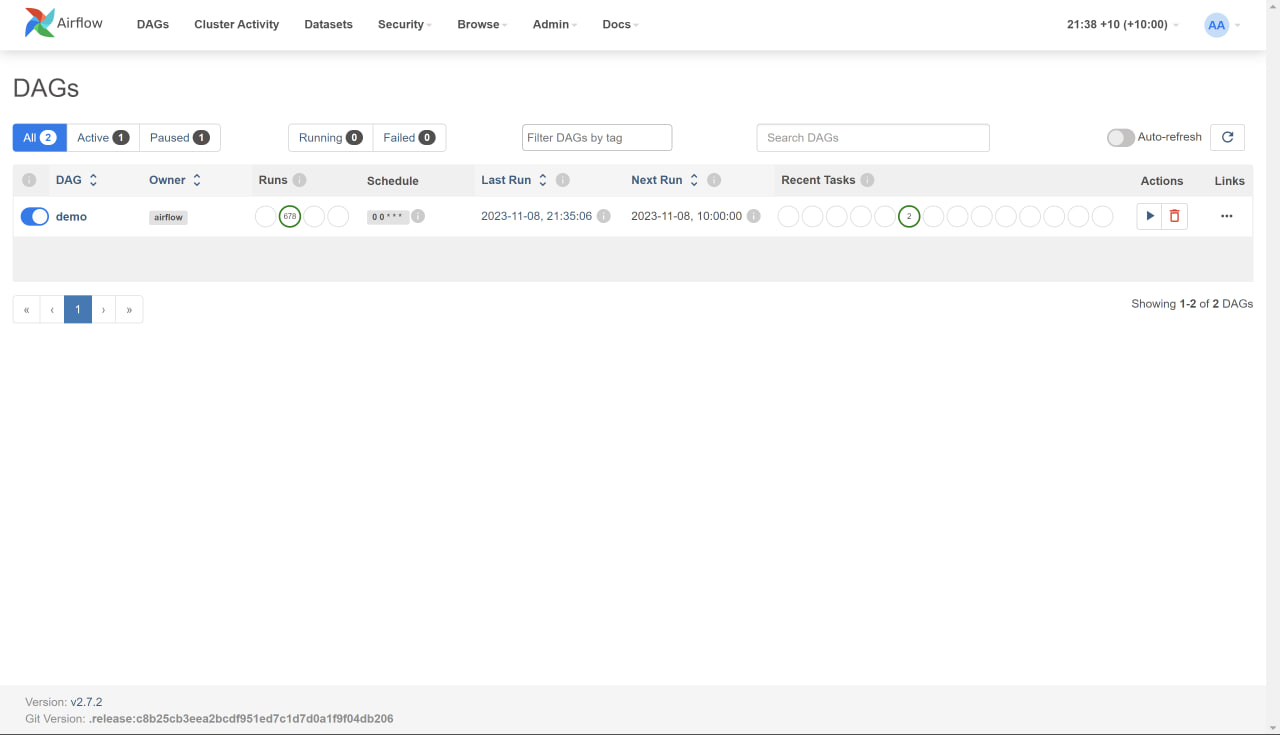 Airflow DAGs Cluster Activity Datasets Security Browse Admin Docs 21:38 +10 (+10:00) AA
DAGs
All 2 Active 1 Paused 1 Running 0 Failed 0 Filter DAGs by tag Search DAGs Auto-refresh
i DAG Owner Runs i Schedule Last Run i Next Run i Recent Tasks i Actions Links
demo airflow 678 0 0 * * * i 2023-11-08, 21:35:06 i 2023-11-08, 10:00:00 i 2 ...
« ‹ 1 › » Showing 1-2 of 2 DAGs
Version: v2.7.2
Git Version: .release:c8b25cb3eea2bcdf951ed7c1d7d0a1f9f04db206